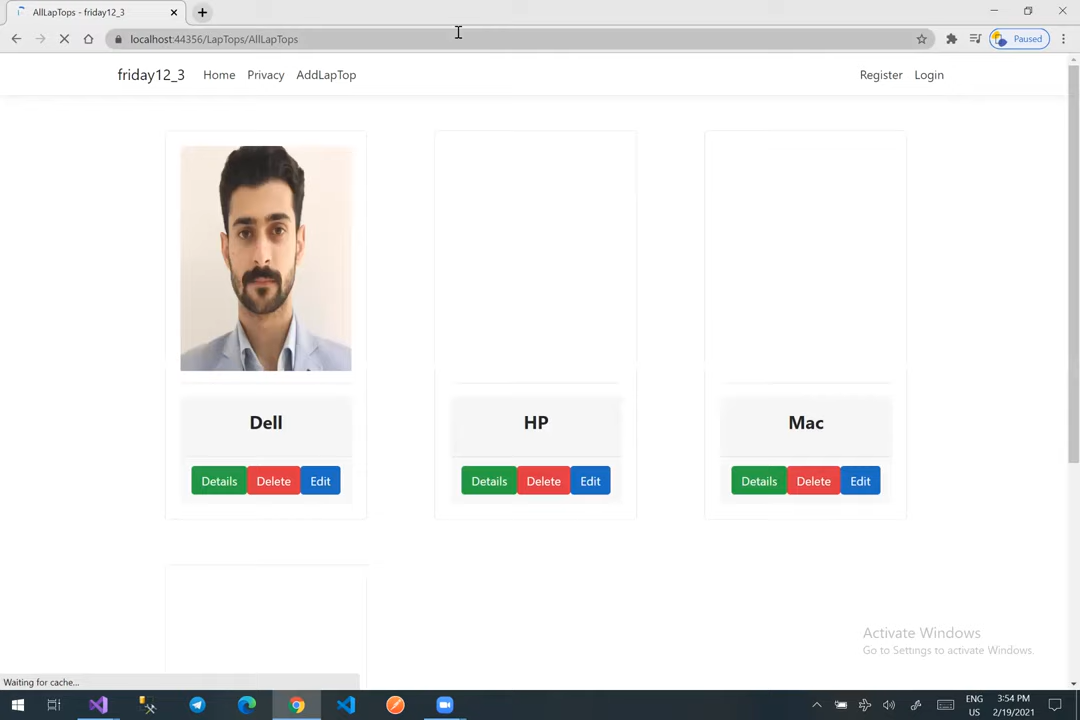 AllLapTops - friday12_3
localhost:44356/LapTops/AllLapTops
Paused
friday12_3 Home Privacy AddLapTop Register Login
Dell HP Mac
Details Delete Edit Details Delete Edit Details Delete Edit
Activate Windows
Go to Settings to activate Windows.
Waiting for cache...
ENG 3:54 PM
US 2/19/2021